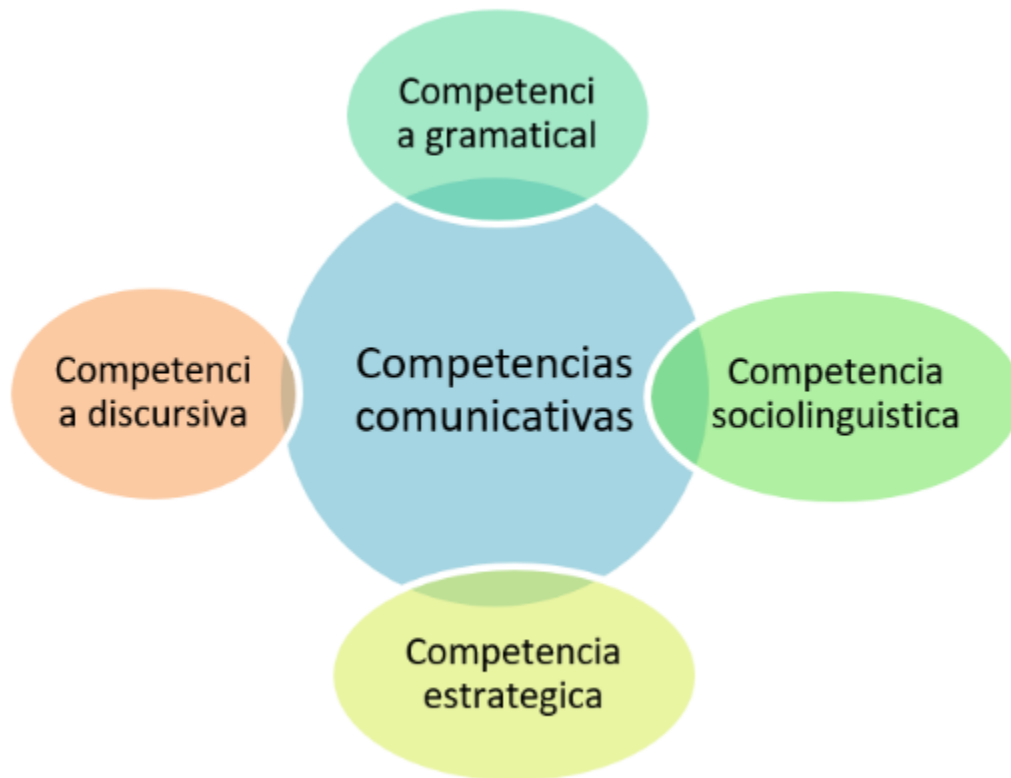 Competenci
a gramatical
Competenci
a discursiva
Competencias
comunicativas
Competencia
sociolinguistica
Competencia
estrategica